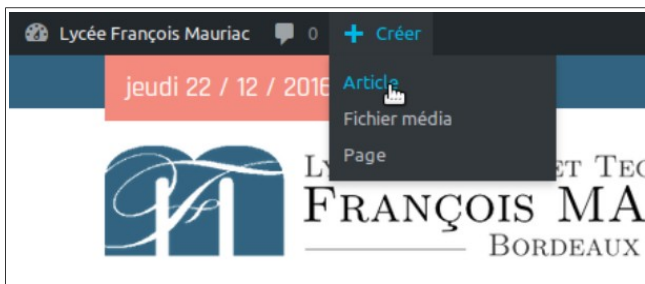 Lycée François Mauriac 0 + Créer
jeudi 22 / 12 / 2016
Article
Fichier média
Page
FRANÇOIS MA
BORDEAUX